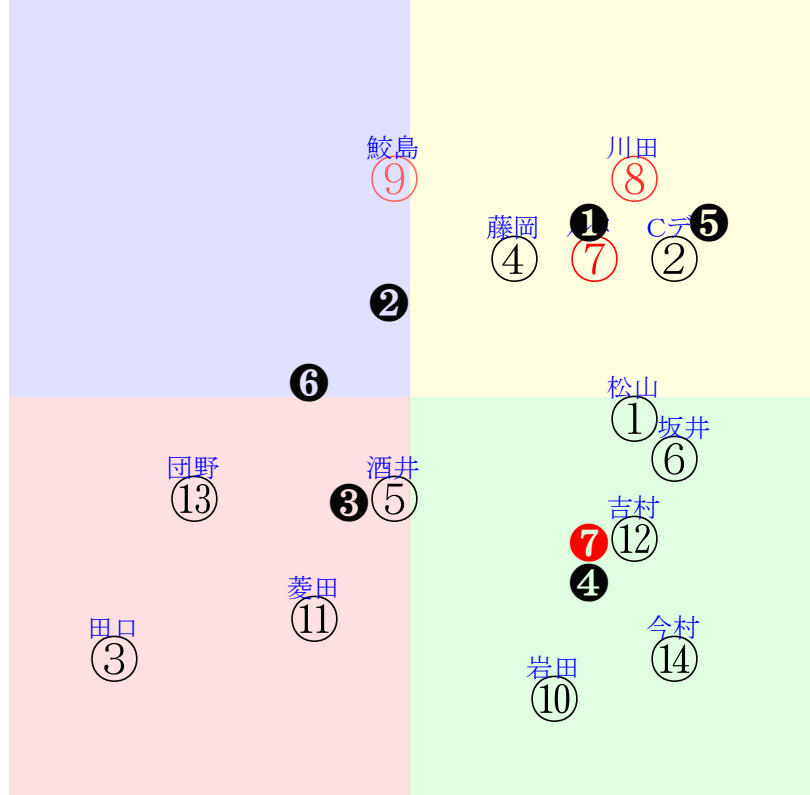 鮫島
⑨
川田
⑧
❶
❺
藤岡
④
⑦
Cデ
②
❷
❻
松山
①
坂井
⑥
団野
⑬
❸
酒井
⑤
吉村
⑫
❼
❹
菱田
⑪
田口
③
今村
⑭
岩田
⑩